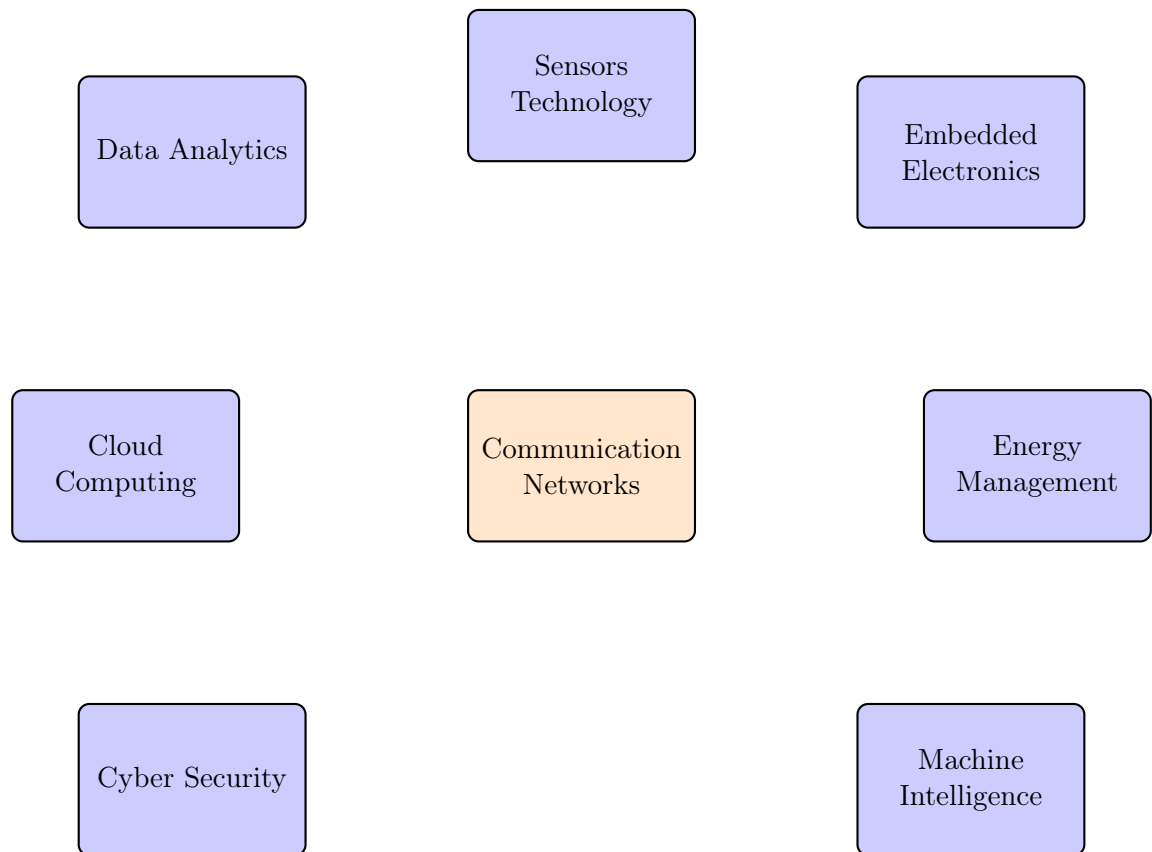 Sensors
Technology
Data Analytics
Embedded
Electronics
Cloud
Computing
Communication
Networks
Energy
Management
Cyber Security
Machine
Intelligence